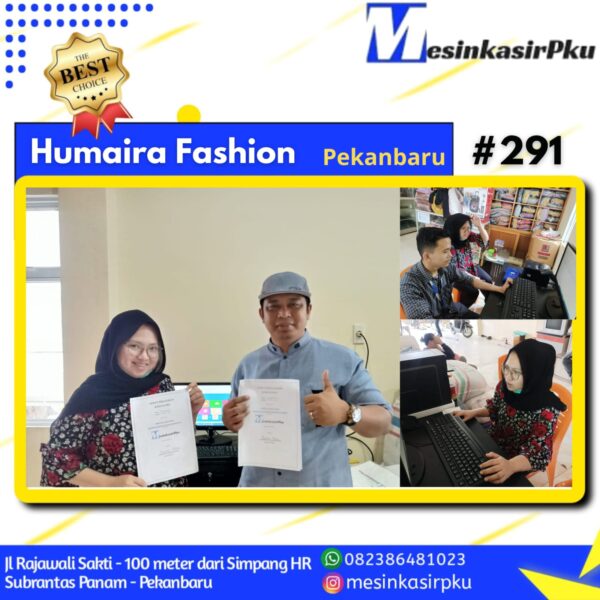 MesinkasirPku
THE
BEST
CHOICE
Humaira Fashion
Pekanbaru
#291
MesinkasirPku
Jl Rajawali Sakti - 100 meter dari Simpang HR
Subrantas Panam - Pekanbaru
082386481023
mesinkasirpku